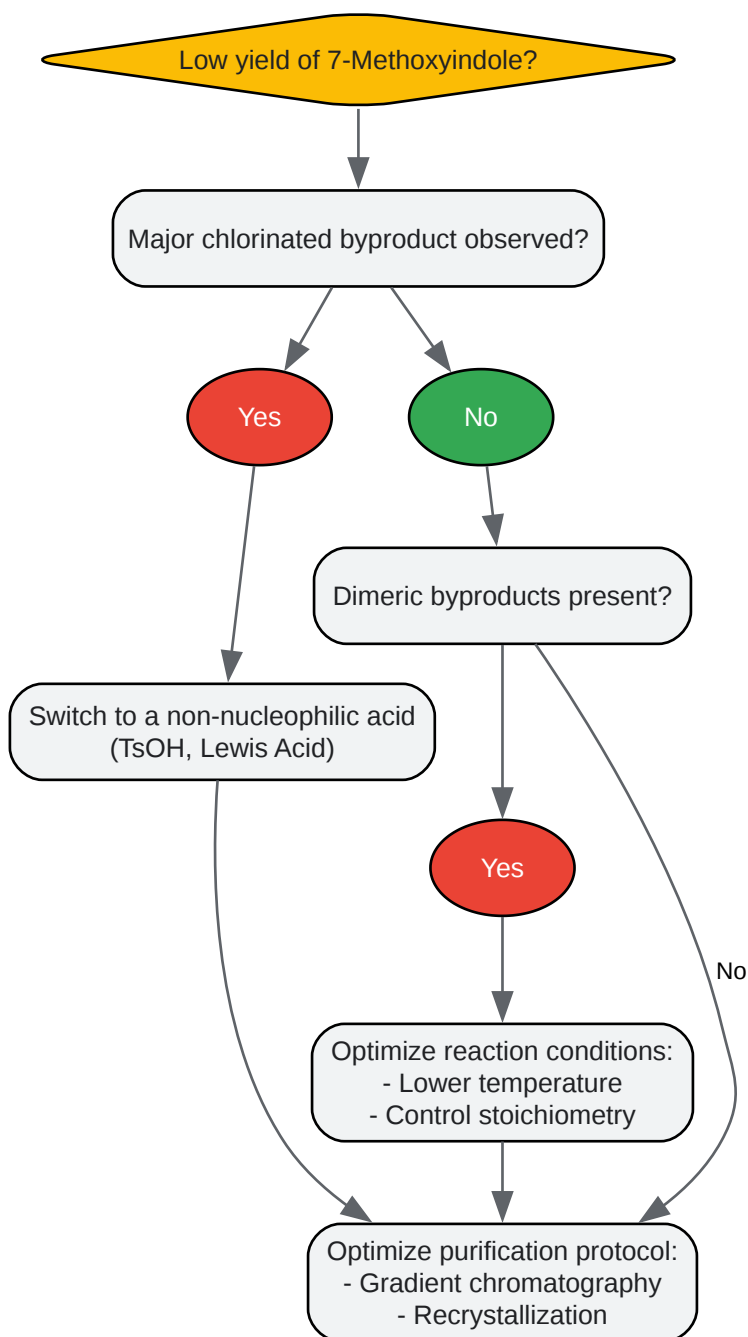 Low yield of 7-Methoxyindole?
Major chlorinated byproduct observed?
Yes
No
Dimeric byproducts present?
Switch to a non-nucleophilic acid
(TsOH, Lewis Acid)
Yes
No
Optimize reaction conditions:
- Lower temperature
- Control stoichiometry
Optimize purification protocol:
- Gradient chromatography
- Recrystallization